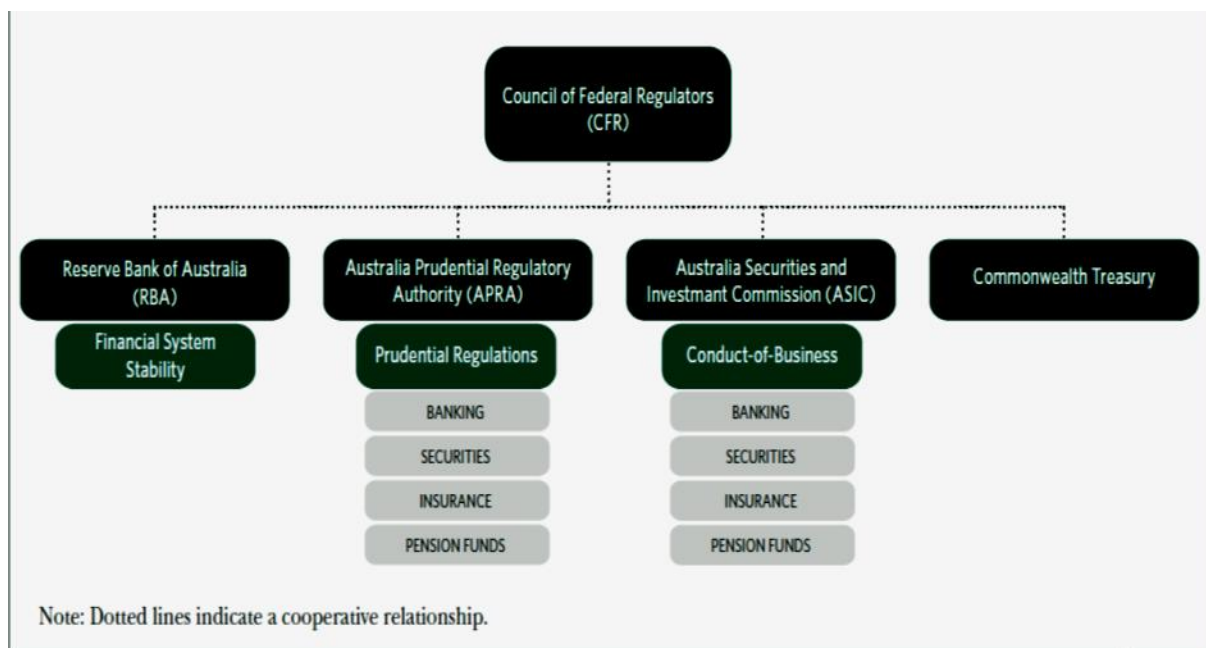 Council of Federal Regulators
(CFR)
Reserve Bank of Australia
(RBA)
Australia Prudential Regulatory
Authority (APRA)
Australia Securities and
Investmant Commission (ASIC)
Commonwealth Treasury
Financial System
Stability
Prudential Regulations
Conduct-of-Business
BANKING
SECURITIES
INSURANCE
PENSION FUNDS
BANKING
SECURITIES
INSURANCE
PENSION FUNDS
Note: Dotted lines indicate a cooperative relationship.